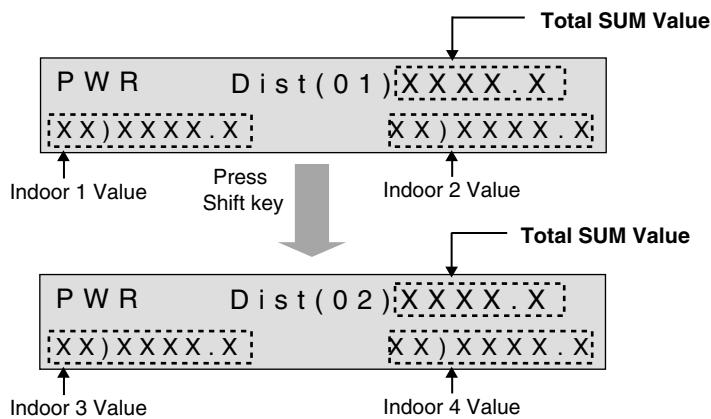 Total SUM Value
PWR Dist(01)XXXX.X
XX)XXXX.X XX)XXXX.X
Indoor 1 Value Indoor 2 Value
Press
Shift key
Total SUM Value
PWR Dist(02)XXXX.X
XX)XXXX.X XX)XXXX.X
Indoor 3 Value Indoor 4 Value